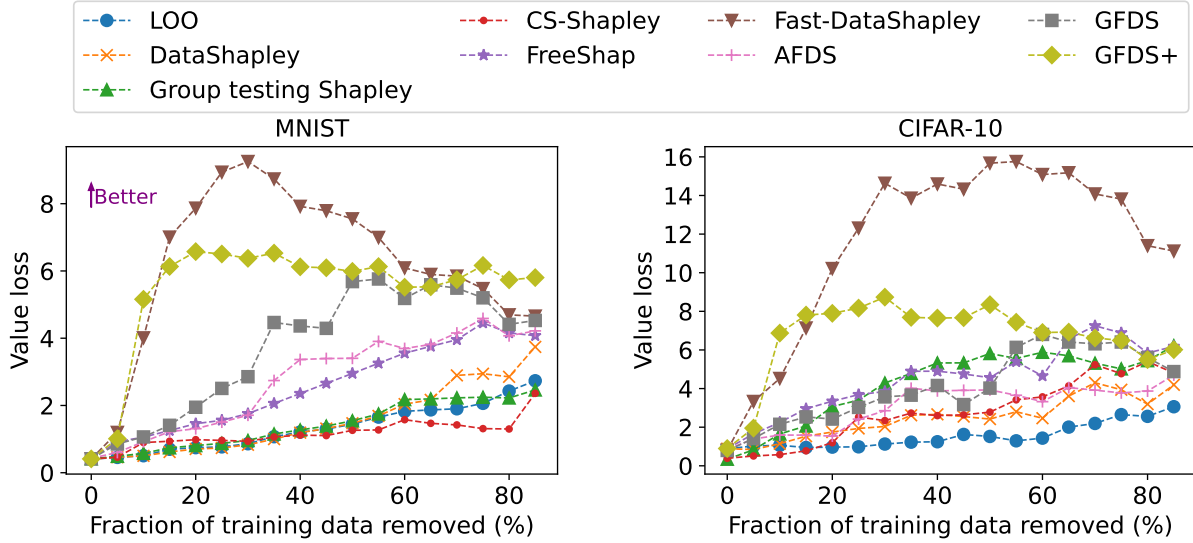 LOO
DataShapley
Group testing Shapley
CS-Shapley
FreeShap
Fast-DataShapley
AFDS
GFDS
GFDS+
MNIST
Better
Value loss
0
2
4
6
8
0 20 40 60 80
Fraction of training data removed (%)
CIFAR-10
Value loss
16
14
12
10
8
6
4
2
0
0 20 40 60 80
Fraction of training data removed (%)